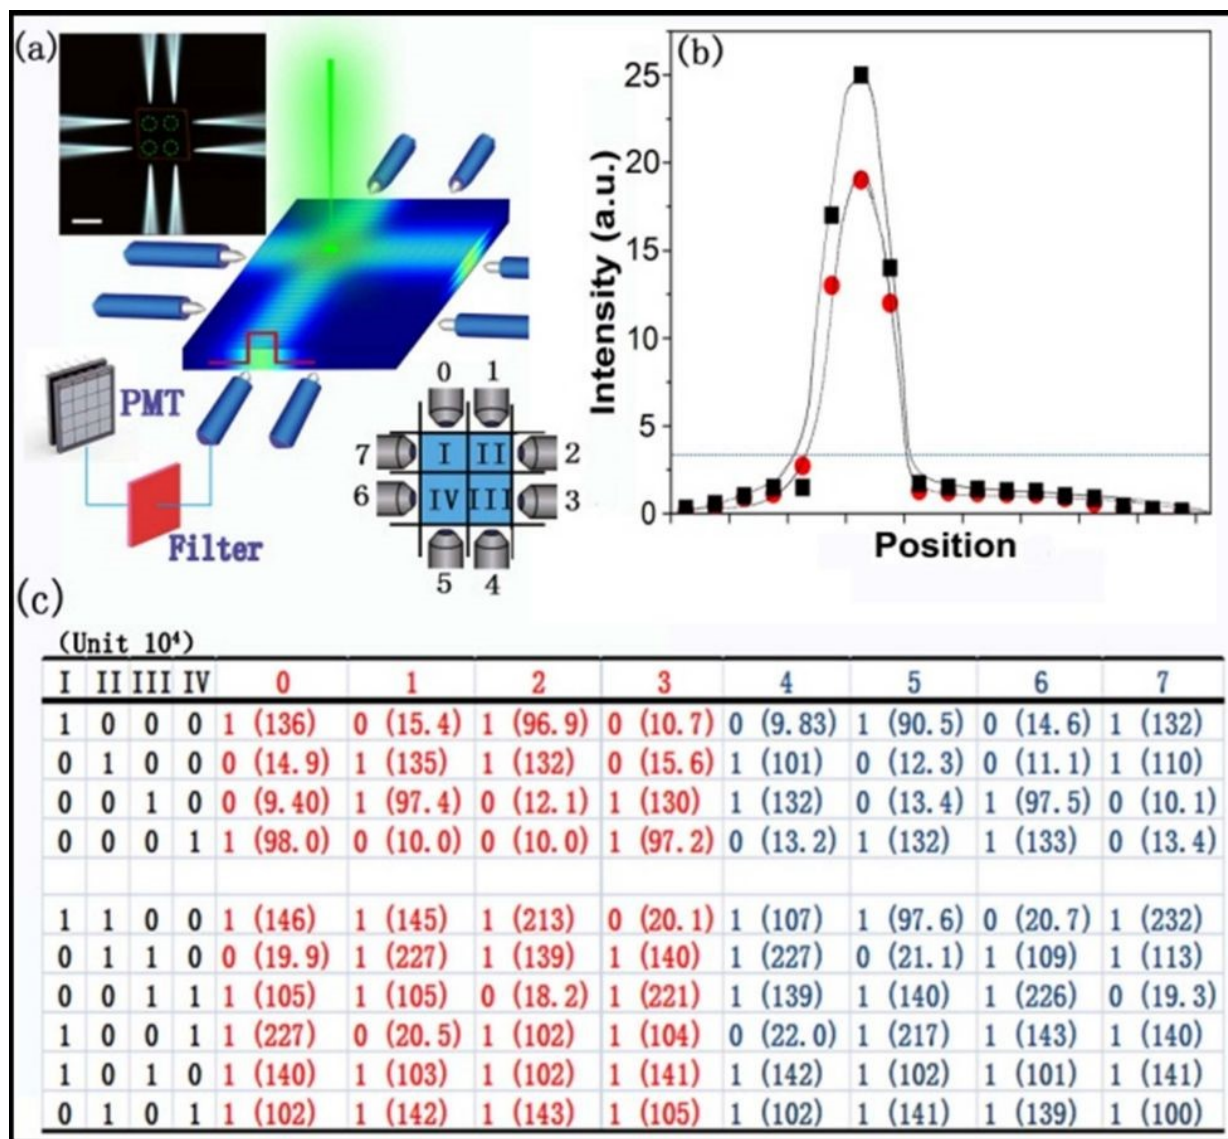 (a)
PMT
Filter
0 1
7 I II 2
6 IV III 3
5 4
(b)
Intensity (a.u.)
25
20
15
10
5
0
Position
(c)
(Unit 10⁴)
I II III IV 0 1 2 3 4 5 6 7
1 0 0 0 1 (136) 0 (15.4) 1 (96.9) 0 (10.7) 0 (9.83) 1 (90.5) 0 (14.6) 1 (132)
0 1 0 0 0 (14.9) 1 (135) 1 (132) 0 (15.6) 1 (101) 0 (12.3) 0 (11.1) 1 (110)
0 0 1 0 0 (9.40) 1 (97.4) 0 (12.1) 1 (130) 1 (132) 0 (13.4) 1 (97.5) 0 (10.1)
0 0 0 1 1 (98.0) 0 (10.0) 0 (10.0) 1 (97.2) 0 (13.2) 1 (132) 1 (133) 0 (13.4)
1 1 0 0 1 (146) 1 (145) 1 (213) 0 (20.1) 1 (107) 1 (97.6) 0 (20.7) 1 (232)
0 1 1 0 0 (19.9) 1 (227) 1 (139) 1 (140) 1 (227) 0 (21.1) 1 (109) 1 (113)
0 0 1 1 1 (105) 1 (105) 0 (18.2) 1 (221) 1 (139) 1 (140) 1 (226) 0 (19.3)
1 0 0 1 1 (227) 0 (20.5) 1 (102) 1 (104) 0 (22.0) 1 (217) 1 (143) 1 (140)
1 0 1 0 1 (140) 1 (103) 1 (102) 1 (141) 1 (142) 1 (102) 1 (101) 1 (141)
0 1 0 1 1 (102) 1 (142) 1 (143) 1 (105) 1 (102) 1 (141) 1 (139) 1 (100)